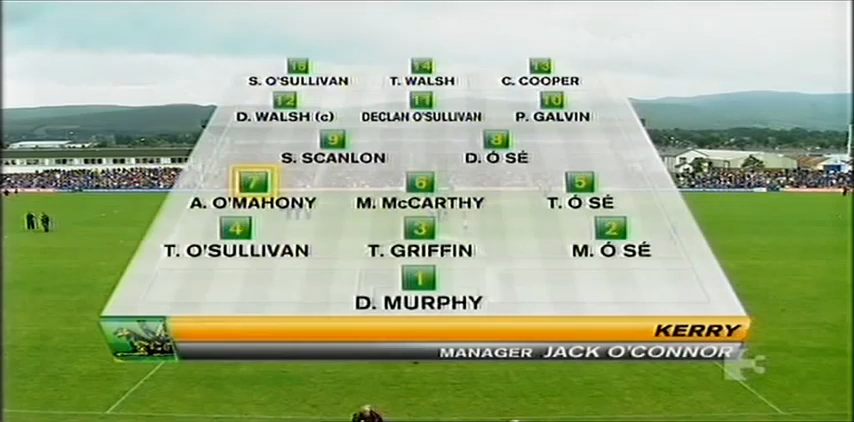 15 14 13
S. O'SULLIVAN T. WALSH C. COOPER
12 11 10
D. WALSH (c) DECLAN O'SULLIVAN P. GALVIN
9 8
S. SCANLON D. Ó SÉ
7 6 5
A. O'MAHONY M. McCARTHY T. Ó SÉ
4 3 2
T. O'SULLIVAN T. GRIFFIN M. Ó SÉ
1
D. MURPHY
KERRY
MANAGER JACK O'CONNOR
3